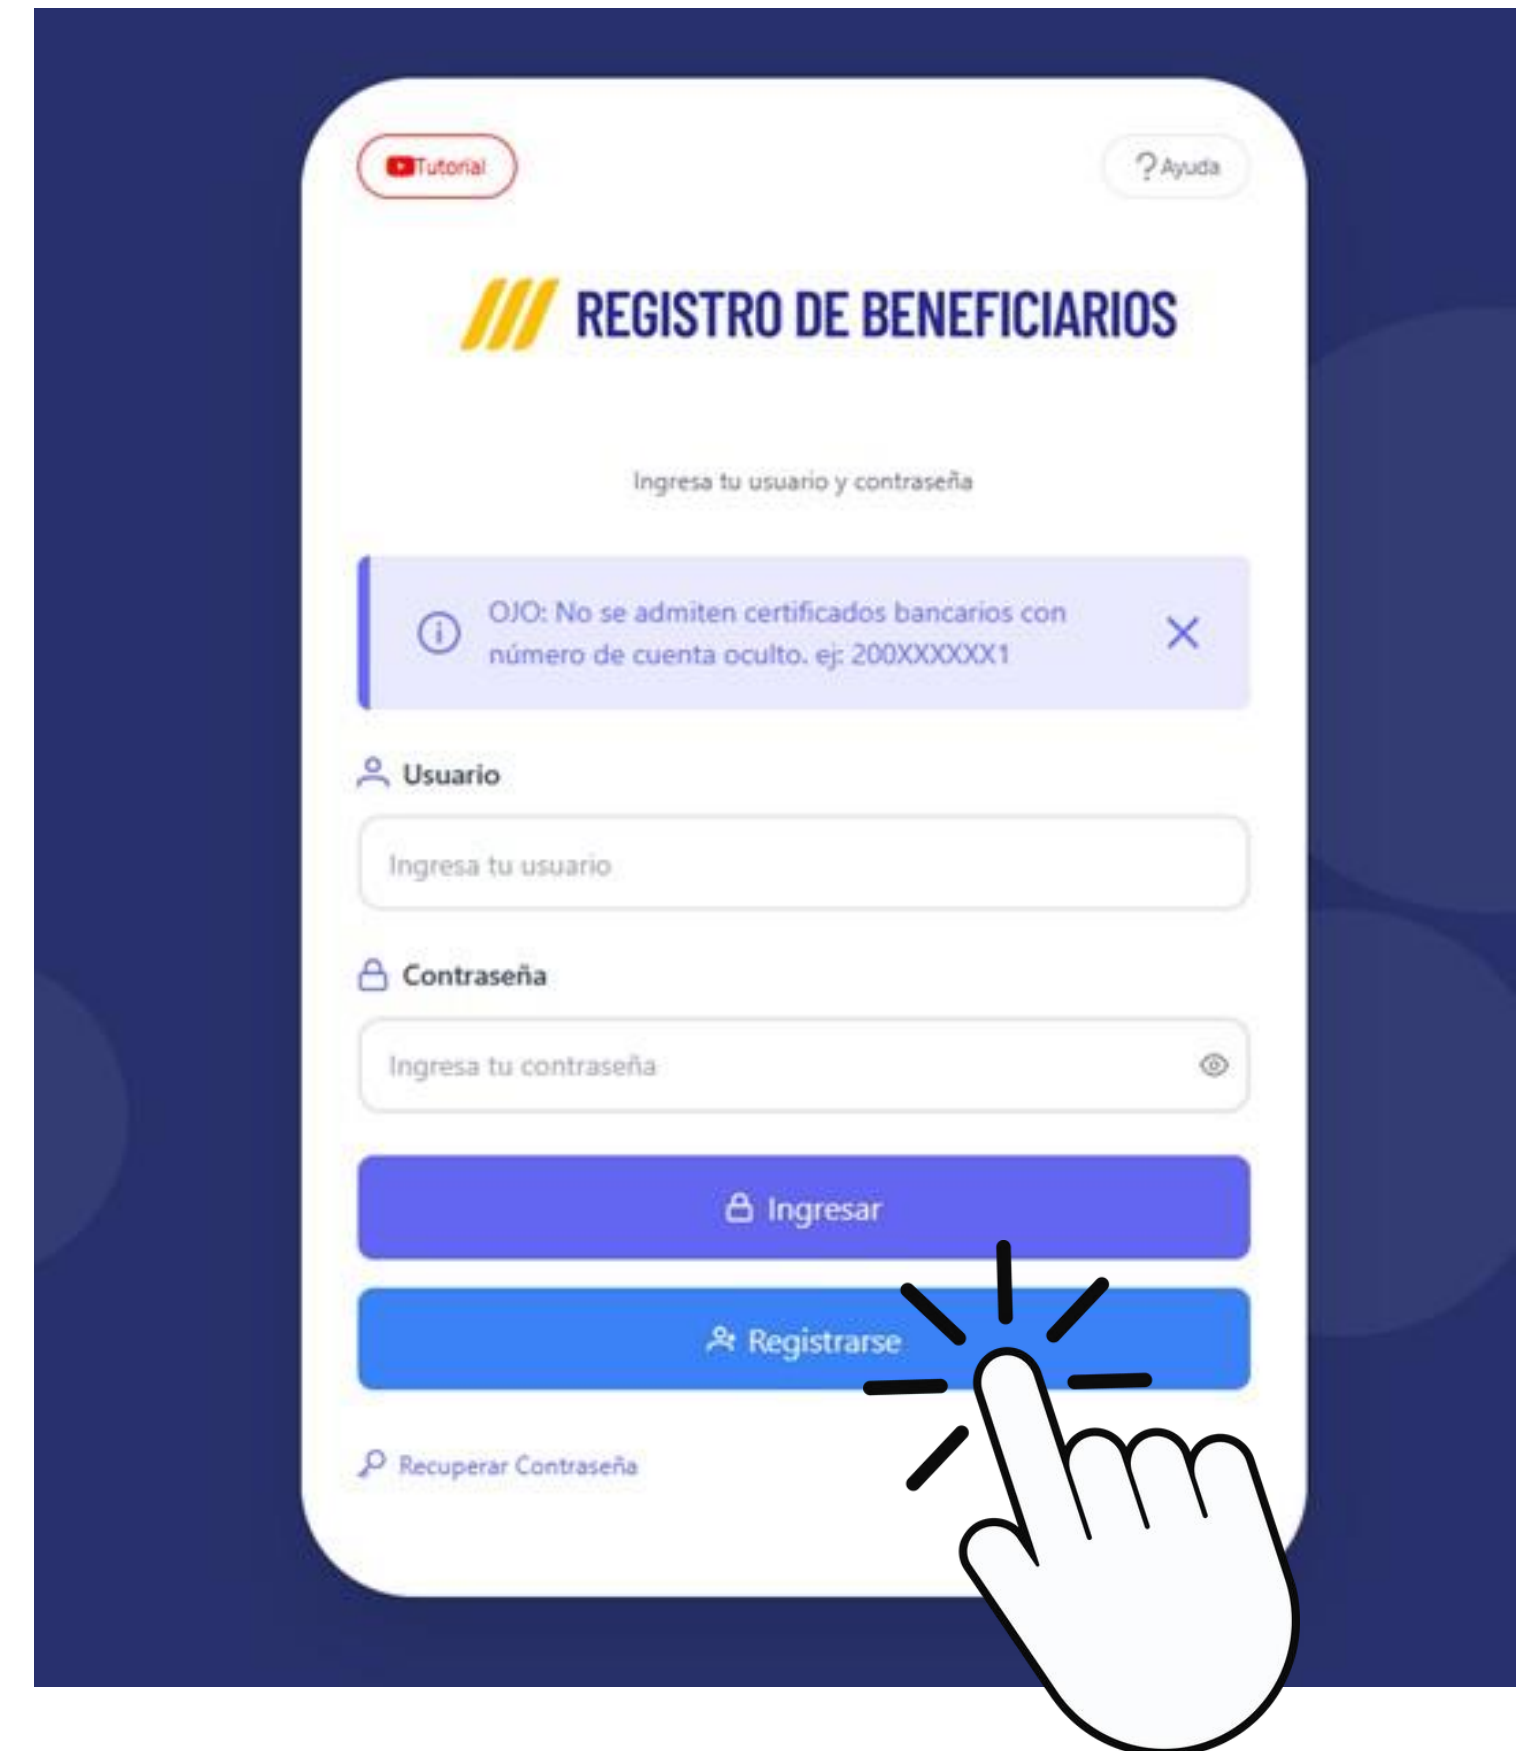 Tutorial
? Ayuda
REGISTRO DE BENEFICIARIOS
Ingresa tu usuario y contraseña
OJO: No se admiten certificados bancarios con
número de cuenta oculto. ej: 200XXXXXX1
Usuario
Ingresa tu usuario
Contraseña
Ingresa tu contraseña
Ingresar
Registrarse
Recuperar Contraseña